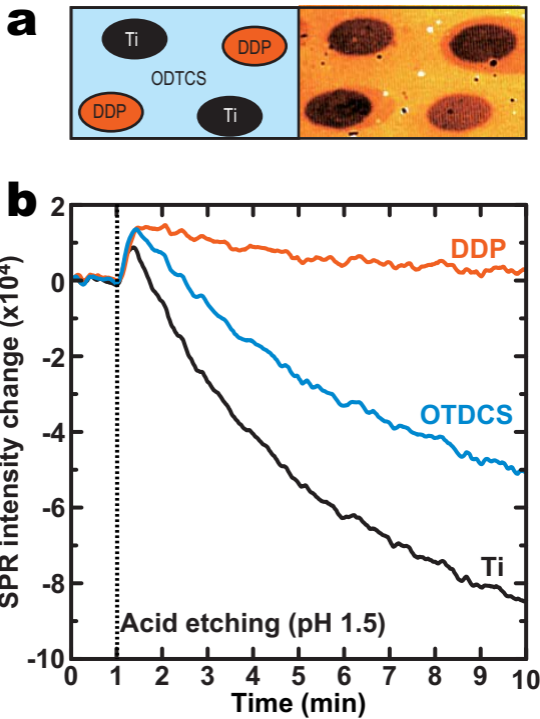 a
Ti
DDP
ODTCS
DDP
Ti
b
2
0
-2
-4
-6
-8
-10
SPR intensity change (x10⁴)
DDP
OTDCS
Ti
Acid etching (pH 1.5)
0 1 2 3 4 5 6 7 8 9 10
Time (min)